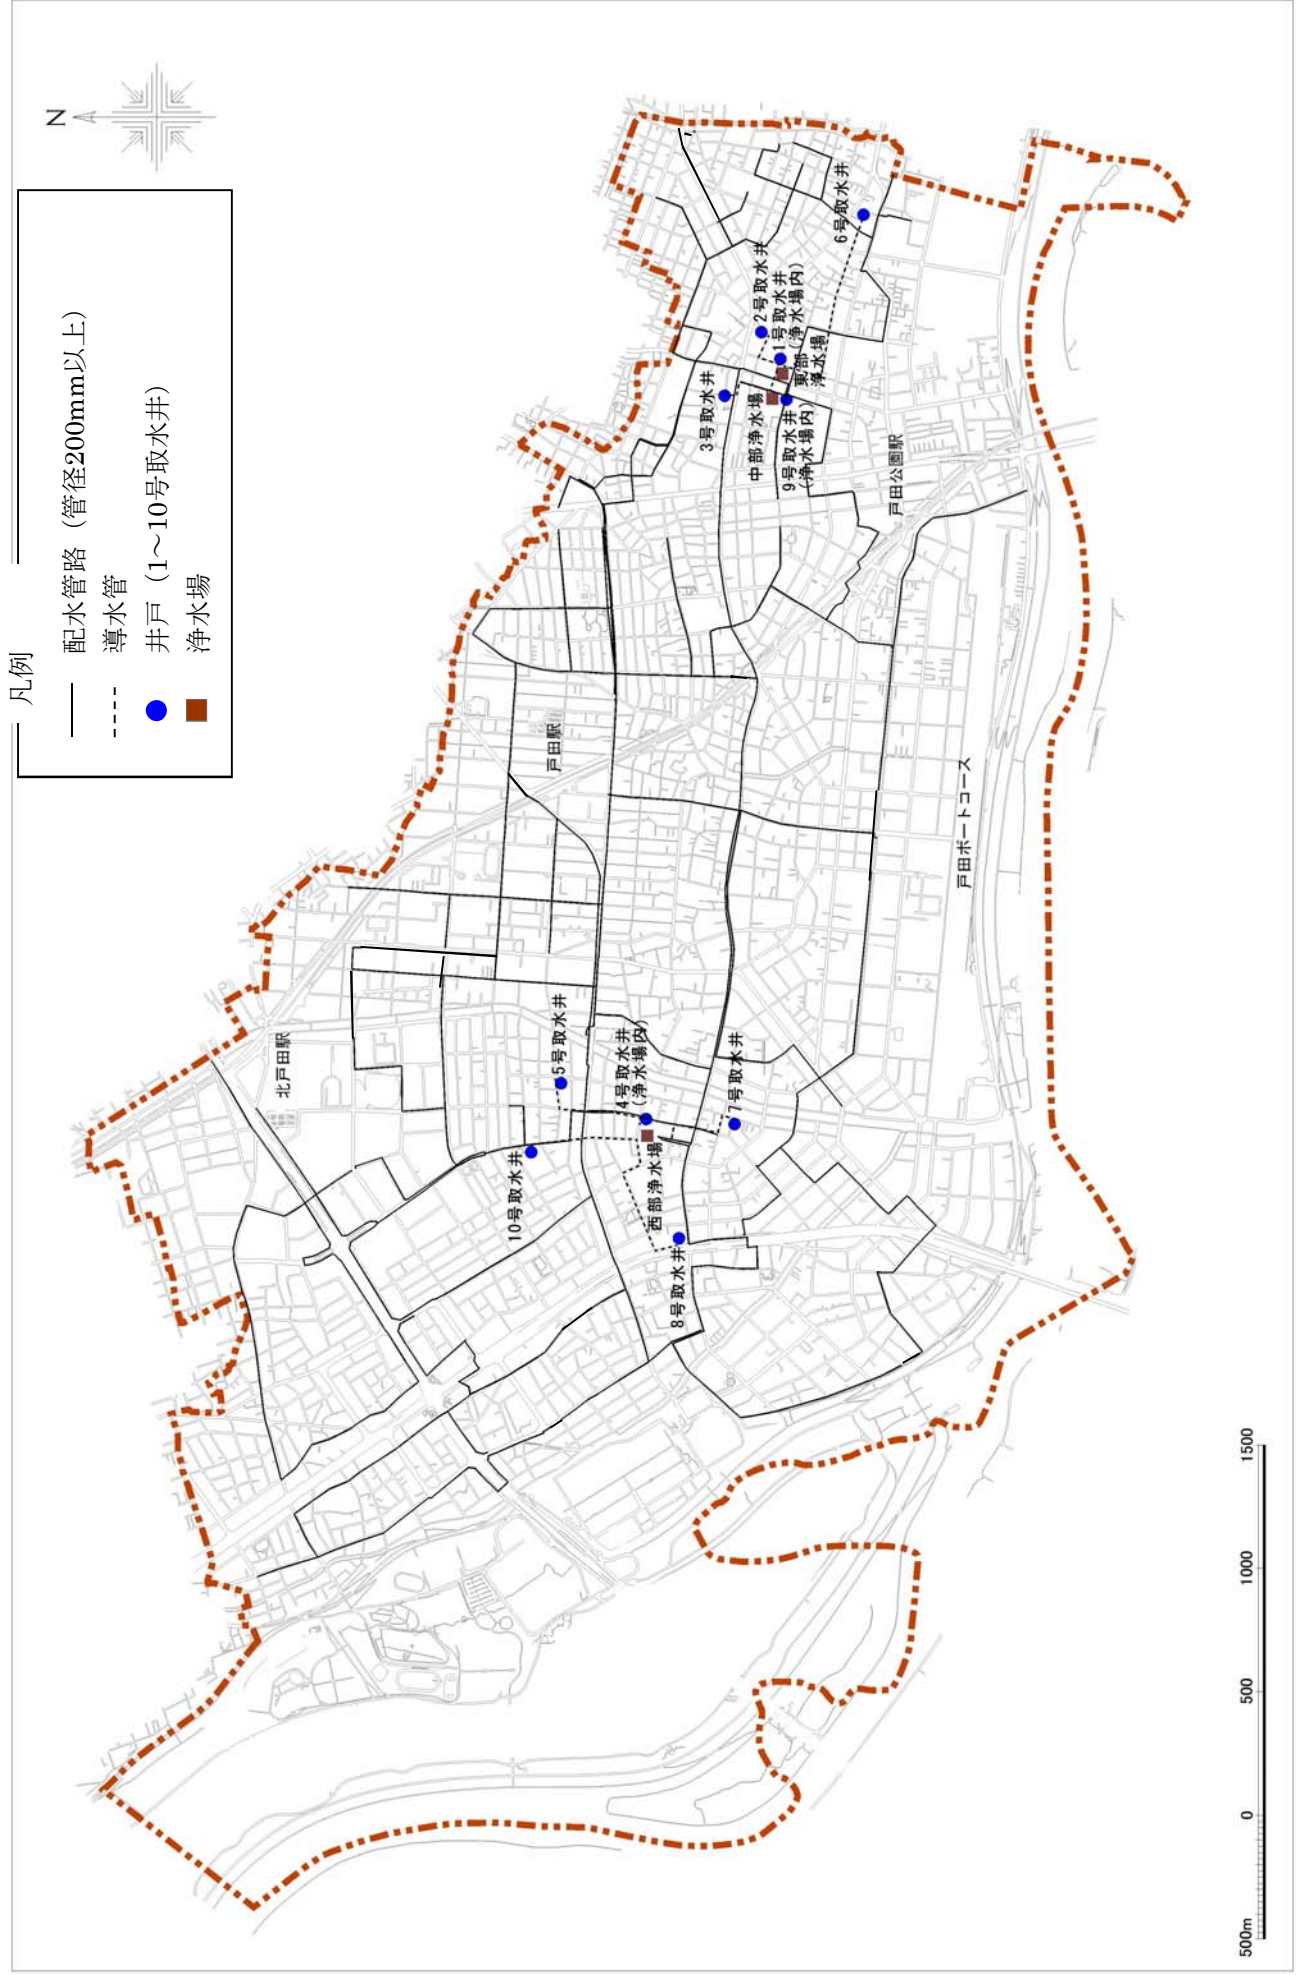 凡例
配水管路（管径200mm以上）
導水管
井戸（1～10号取水井）
浄水場
N
北戸田駅
戸田駅
戸田公園駅
戸田ボートコース
10号取水井
5号取水井
4号取水井
（浄水場内）
西部浄水場
7号取水井
8号取水井
3号取水井
中部浄水場
9号取水井
（浄水場内）
2号取水井
1号取水井
（浄水場内）
東部
浄水場
6号取水井
500m 0 500 1000 1500